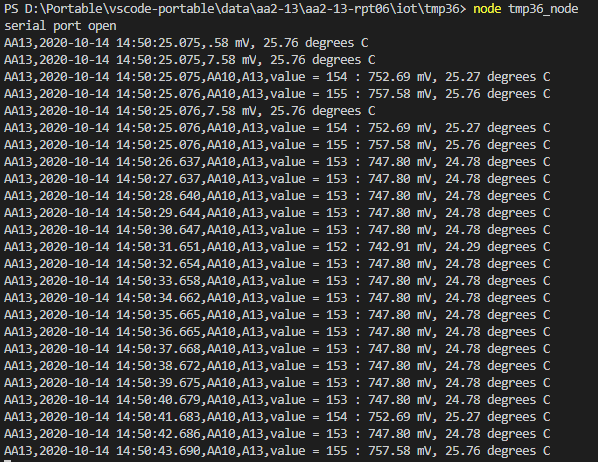 PS D:\Portable\vscode-portable\data\aa2-13\aa2-13-rpt06\iot\tmp36> node tmp36_node
serial port open
AA13,2020-10-14 14:50:25.075,.58 mV, 25.76 degrees C
AA13,2020-10-14 14:50:25.075,7.58 mV, 25.76 degrees C
AA13,2020-10-14 14:50:25.075,AA10,A13,value = 154 : 752.69 mV, 25.27 degrees C
AA13,2020-10-14 14:50:25.076,AA10,A13,value = 155 : 757.58 mV, 25.76 degrees C
AA13,2020-10-14 14:50:25.076,7.58 mV, 25.76 degrees C
AA13,2020-10-14 14:50:25.076,AA10,A13,value = 154 : 752.69 mV, 25.27 degrees C
AA13,2020-10-14 14:50:25.076,AA10,A13,value = 155 : 757.58 mV, 25.76 degrees C
AA13,2020-10-14 14:50:26.637,AA10,A13,value = 153 : 747.80 mV, 24.78 degrees C
AA13,2020-10-14 14:50:27.637,AA10,A13,value = 153 : 747.80 mV, 24.78 degrees C
AA13,2020-10-14 14:50:28.640,AA10,A13,value = 153 : 747.80 mV, 24.78 degrees C
AA13,2020-10-14 14:50:29.644,AA10,A13,value = 153 : 747.80 mV, 24.78 degrees C
AA13,2020-10-14 14:50:30.647,AA10,A13,value = 153 : 747.80 mV, 24.78 degrees C
AA13,2020-10-14 14:50:31.651,AA10,A13,value = 152 : 742.91 mV, 24.29 degrees C
AA13,2020-10-14 14:50:32.654,AA10,A13,value = 153 : 747.80 mV, 24.78 degrees C
AA13,2020-10-14 14:50:33.658,AA10,A13,value = 153 : 747.80 mV, 24.78 degrees C
AA13,2020-10-14 14:50:34.662,AA10,A13,value = 153 : 747.80 mV, 24.78 degrees C
AA13,2020-10-14 14:50:35.665,AA10,A13,value = 153 : 747.80 mV, 24.78 degrees C
AA13,2020-10-14 14:50:36.665,AA10,A13,value = 153 : 747.80 mV, 24.78 degrees C
AA13,2020-10-14 14:50:37.668,AA10,A13,value = 153 : 747.80 mV, 24.78 degrees C
AA13,2020-10-14 14:50:38.672,AA10,A13,value = 153 : 747.80 mV, 24.78 degrees C
AA13,2020-10-14 14:50:39.675,AA10,A13,value = 153 : 747.80 mV, 24.78 degrees C
AA13,2020-10-14 14:50:40.679,AA10,A13,value = 153 : 747.80 mV, 24.78 degrees C
AA13,2020-10-14 14:50:41.683,AA10,A13,value = 154 : 752.69 mV, 25.27 degrees C
AA13,2020-10-14 14:50:42.686,AA10,A13,value = 153 : 747.80 mV, 24.78 degrees C
AA13,2020-10-14 14:50:43.690,AA10,A13,value = 155 : 757.58 mV, 25.76 degrees C